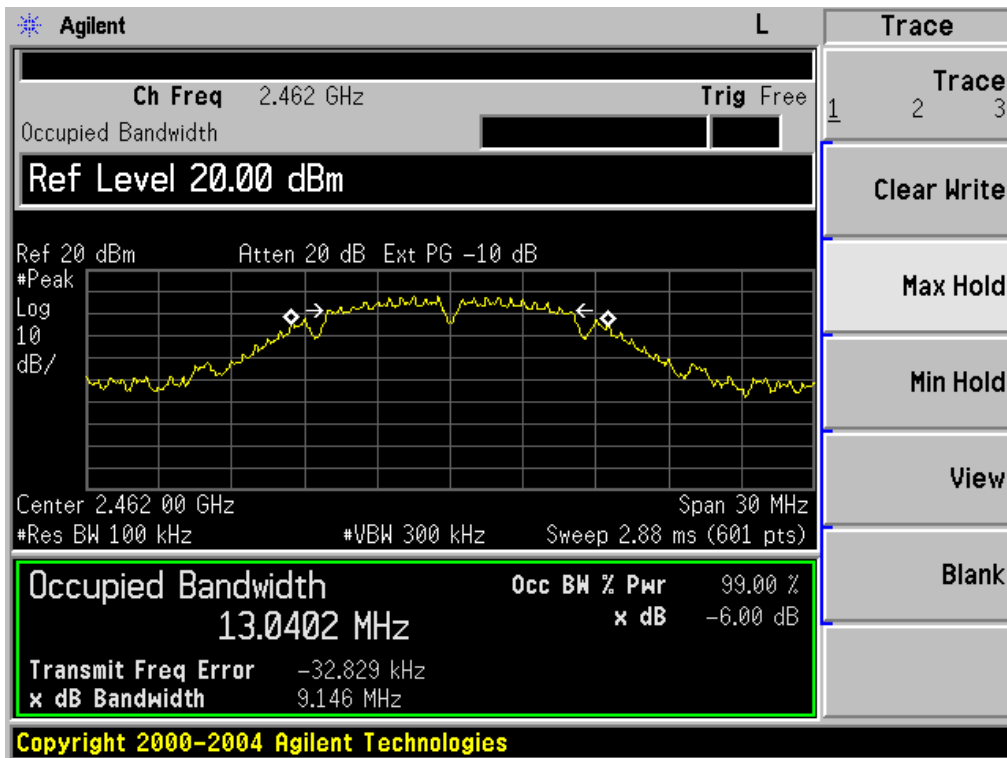 Agilent L Trace
Ch Freq 2.462 GHz Trig Free
Occupied Bandwidth
Ref Level 20.00 dBm
Ref 20 dBm Atten 20 dB Ext PG -10 dB
#Peak
Log
10
dB/
Center 2.462 00 GHz Span 30 MHz
#Res BW 100 kHz #VBW 300 kHz Sweep 2.88 ms (601 pts)
Occupied Bandwidth Occ BW % Pwr 99.00 %
13.0402 MHz x dB -6.00 dB
Transmit Freq Error -32.829 kHz
x dB Bandwidth 9.146 MHz
Copyright 2000-2004 Agilent Technologies
Trace
1 2 3
Clear Write
Max Hold
Min Hold
View
Blank